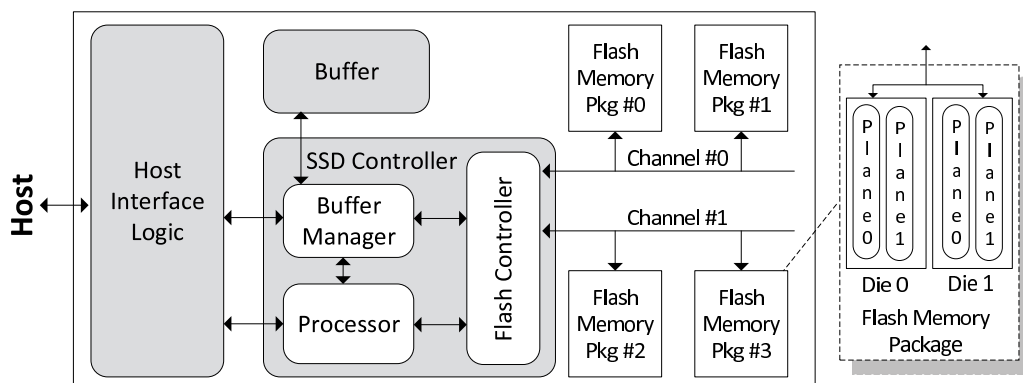 Host
Host
Interface
Logic
Buffer
SSD Controller
Buffer
Manager
Processor
Flash Controller
Flash
Memory
Pkg #0
Flash
Memory
Pkg #1
Channel #0
Channel #1
Flash
Memory
Pkg #2
Flash
Memory
Pkg #3
Plane0
Plane1
Plane0
Plane1
Die 0
Die 1
Flash Memory
Package